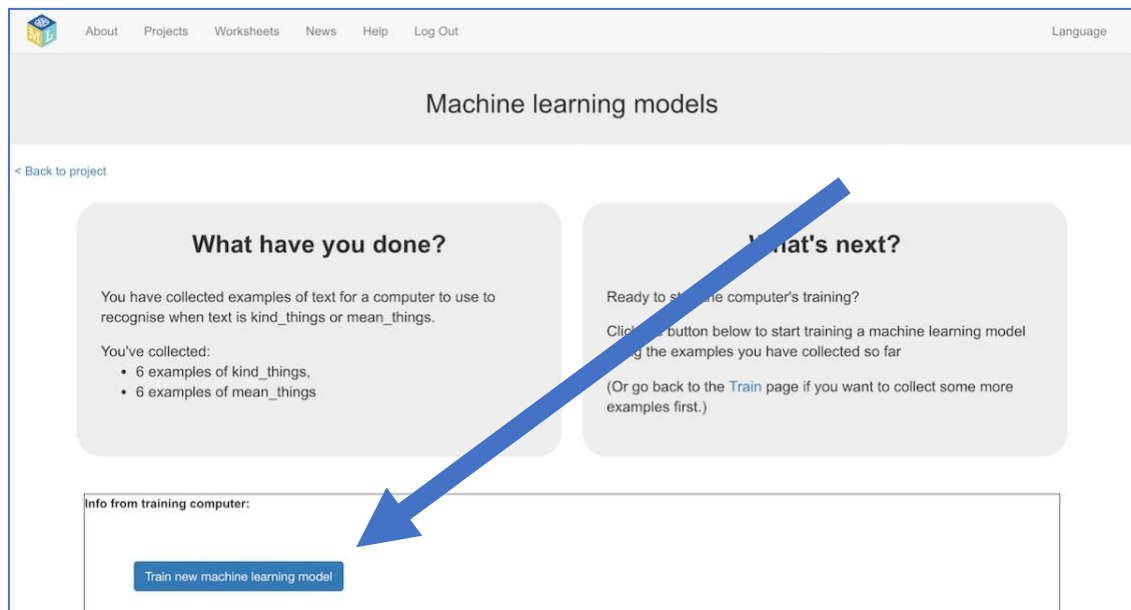 ML
About Projects Worksheets News Help Log Out Language
Machine learning models
< Back to project
What have you done?
You have collected examples of text for a computer to use to
recognise when text is kind_things or mean_things.
You've collected:
• 6 examples of kind_things,
• 6 examples of mean_things
What's next?
Ready to the computer's training?
button below to start training a machine learning model
the examples you have collected so far
(Or go back to the Train page if you want to collect some more
examples first.)
Info from training computer:
Train new machine learning model